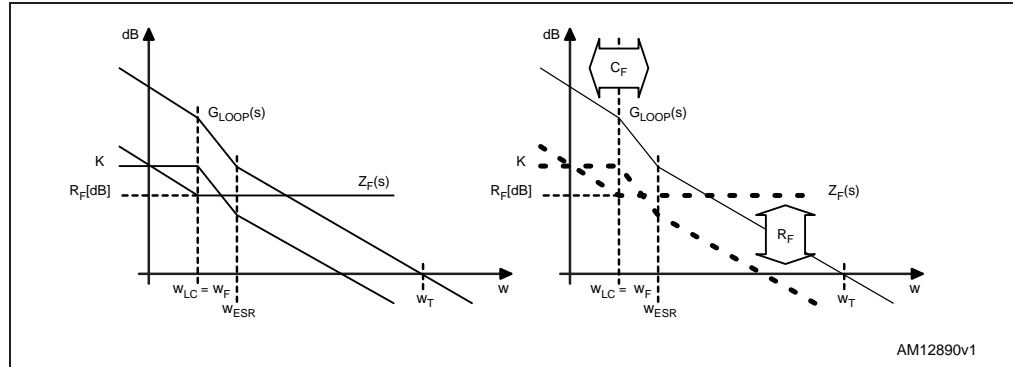 dB
G_LOOP(s)
K
Z_F(s)
R_F[dB]
w_LC = w_F
w_ESR
w_T
w
dB
C_F
G_LOOP(s)
K
Z_F(s)
R_F[dB]
R_F
w_LC = w_F
w_ESR
w_T
w
AM12890v1